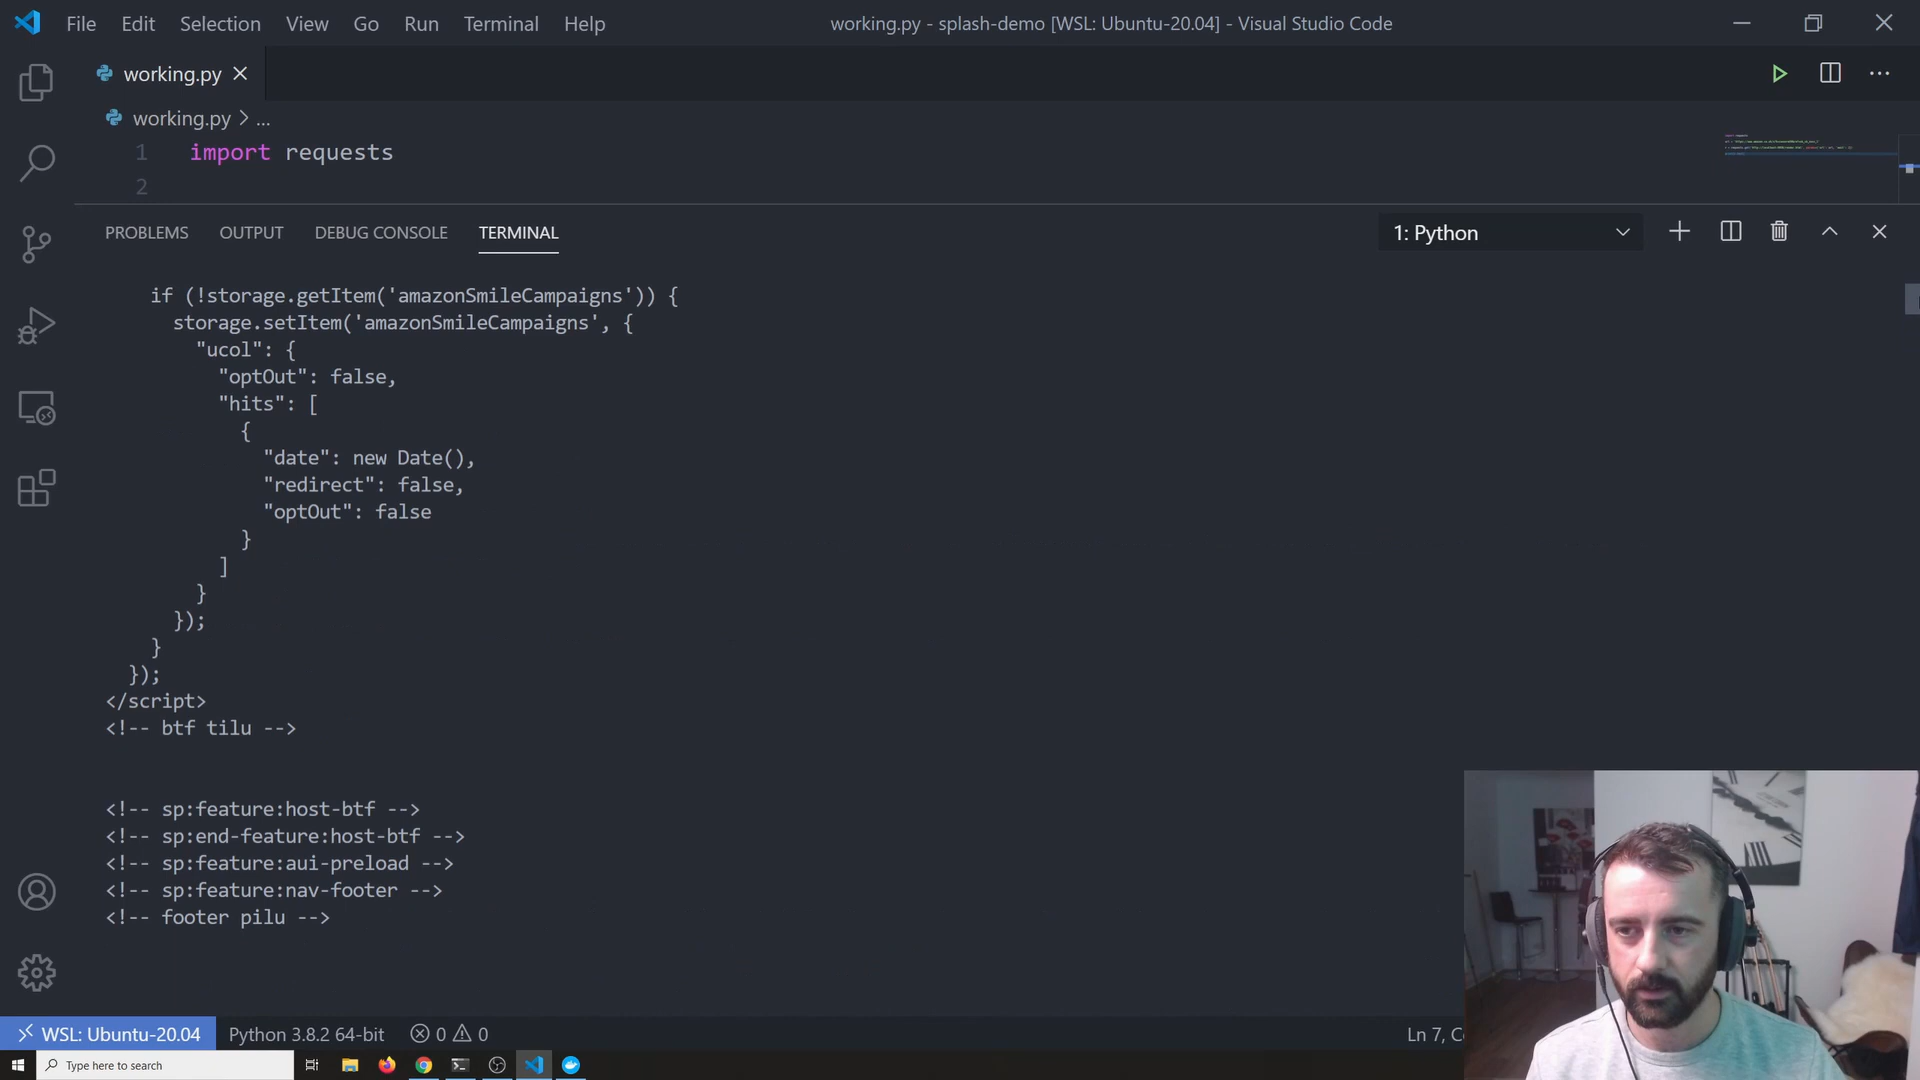 File Edit Selection View Go Run Terminal Help
working.py - splash-demo [WSL: Ubuntu-20.04] - Visual Studio Code
working.py
working.py > ...
1 import requests
2
PROBLEMS OUTPUT DEBUG CONSOLE TERMINAL
1: Python
if (!storage.getItem('amazonSmileCampaigns')) {
storage.setItem('amazonSmileCampaigns', {
"ucol": {
"optOut": false,
"hits": [
{
"date": new Date(),
"redirect": false,
"optOut": false
}
]
}
});
}
});
</script>
<!-- btf tilu -->
<!-- sp:feature:host-btf -->
<!-- sp:end-feature:host-btf -->
<!-- sp:feature:aui-preload -->
<!-- sp:feature:nav-footer -->
<!-- footer pilu -->
WSL: Ubuntu-20.04 Python 3.8.2 64-bit 0 0 Ln 7, C
Type here to search